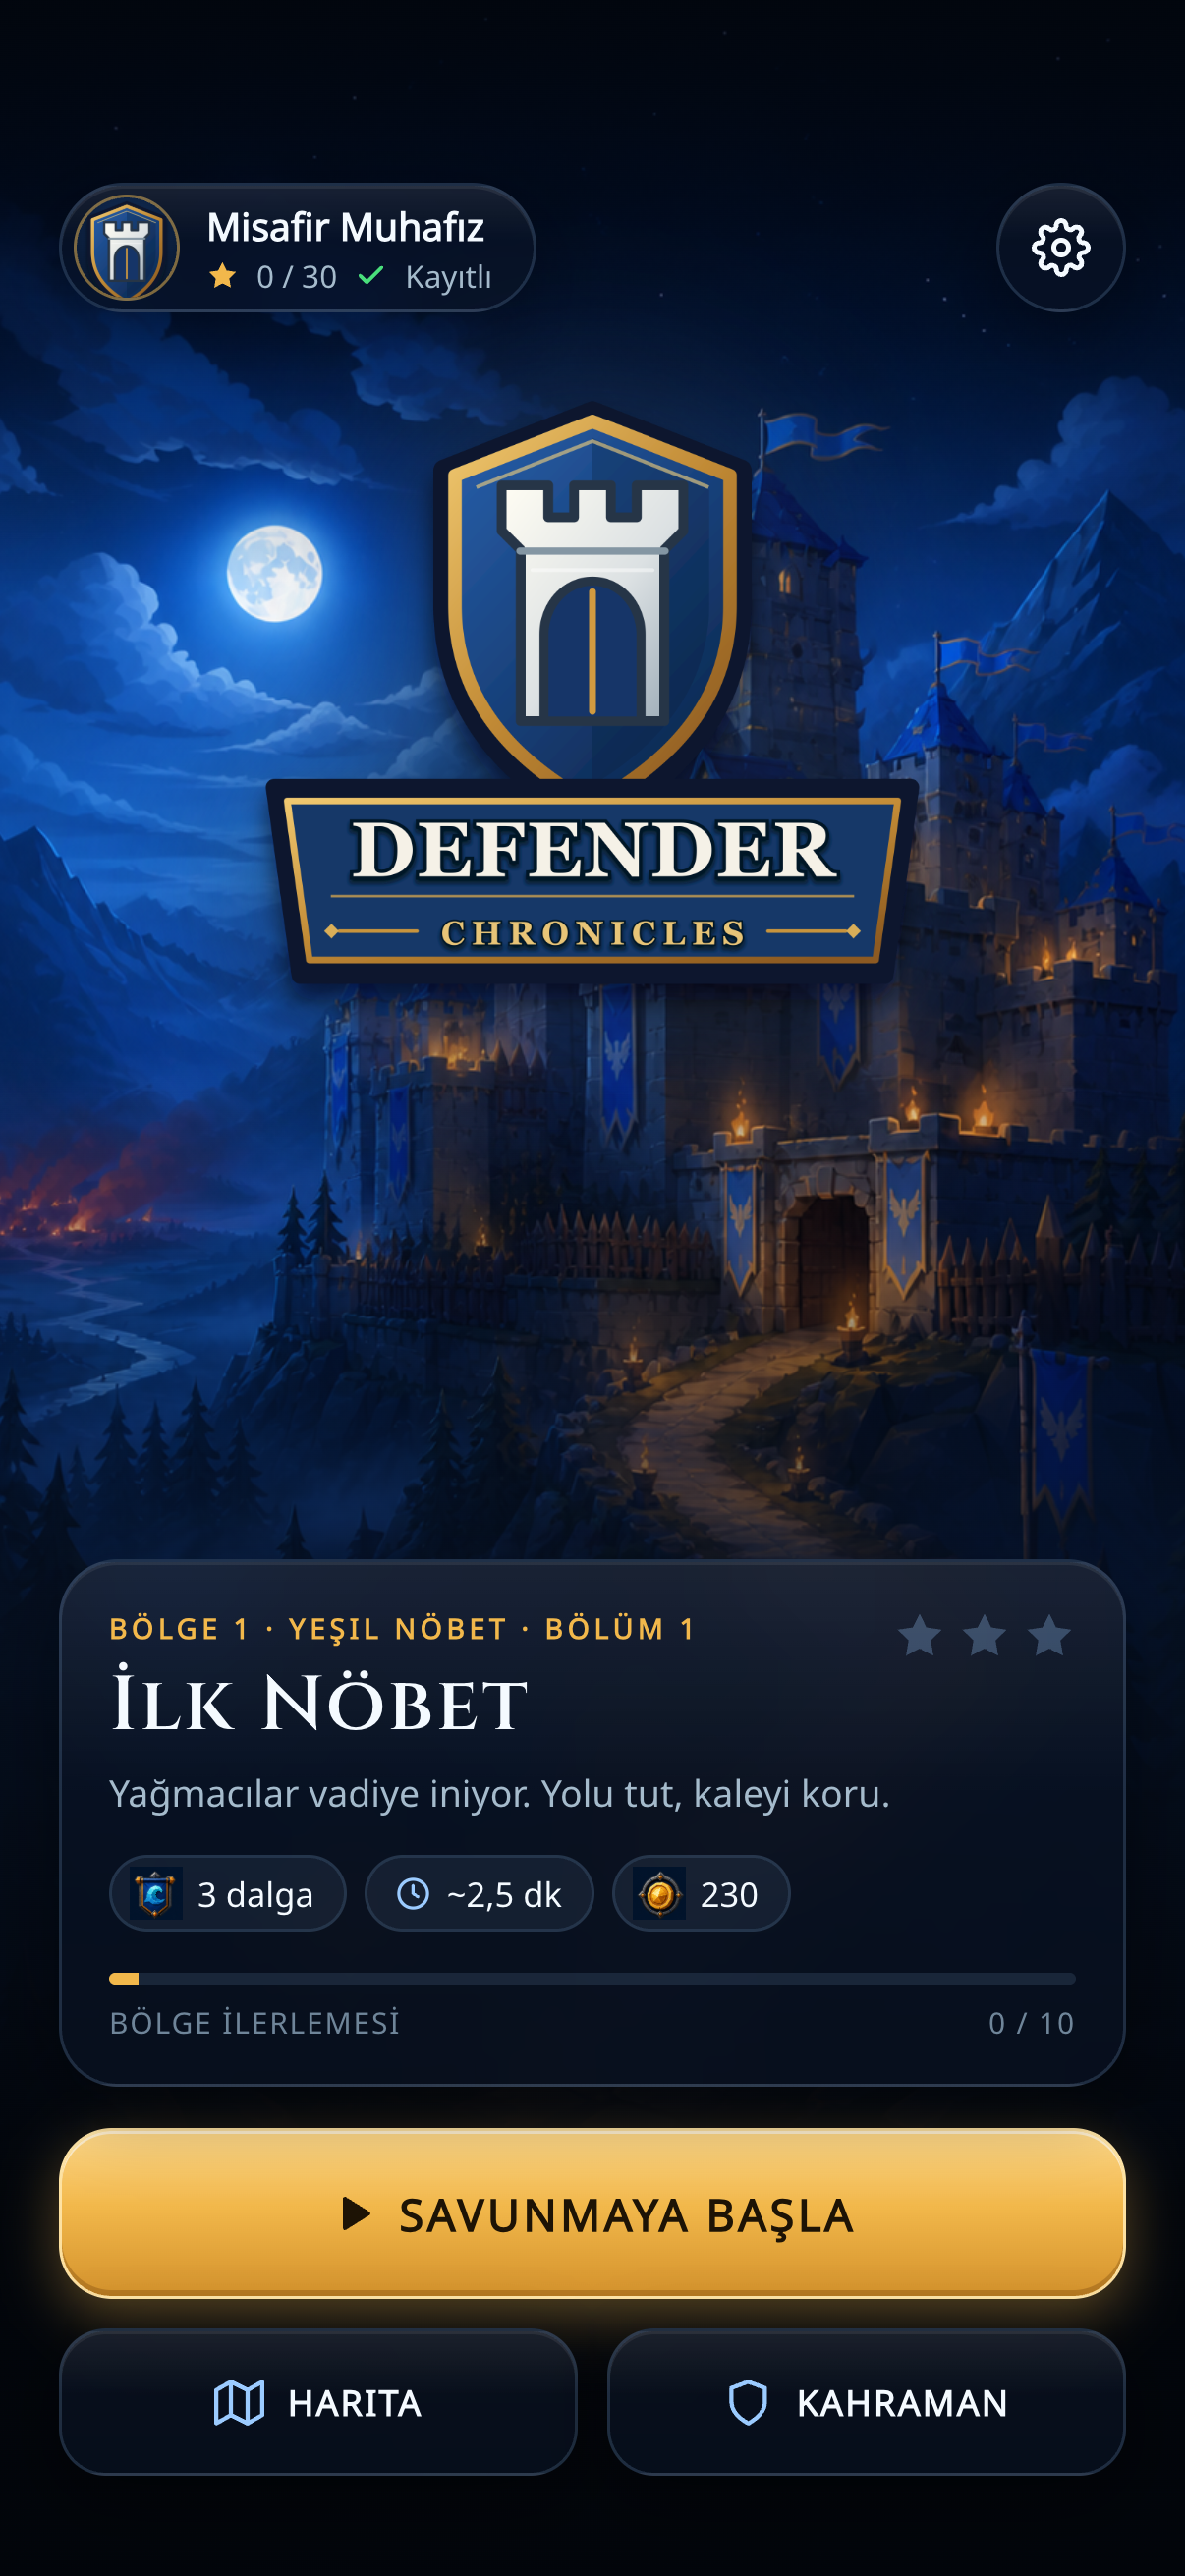 Misafir Muhafız
0 / 30 Kayıtlı
DEFENDER
CHRONICLES
BÖLGE 1 · YEŞIL NÖBET · BÖLÜM 1
İLK NÖBET
Yağmacılar vadiye iniyor. Yolu tut, kaleyi koru.
3 dalga ~2,5 dk 230
BÖLGE İLERLEMESİ 0 / 10
SAVUNMAYA BAŞLA
HARITA KAHRAMAN